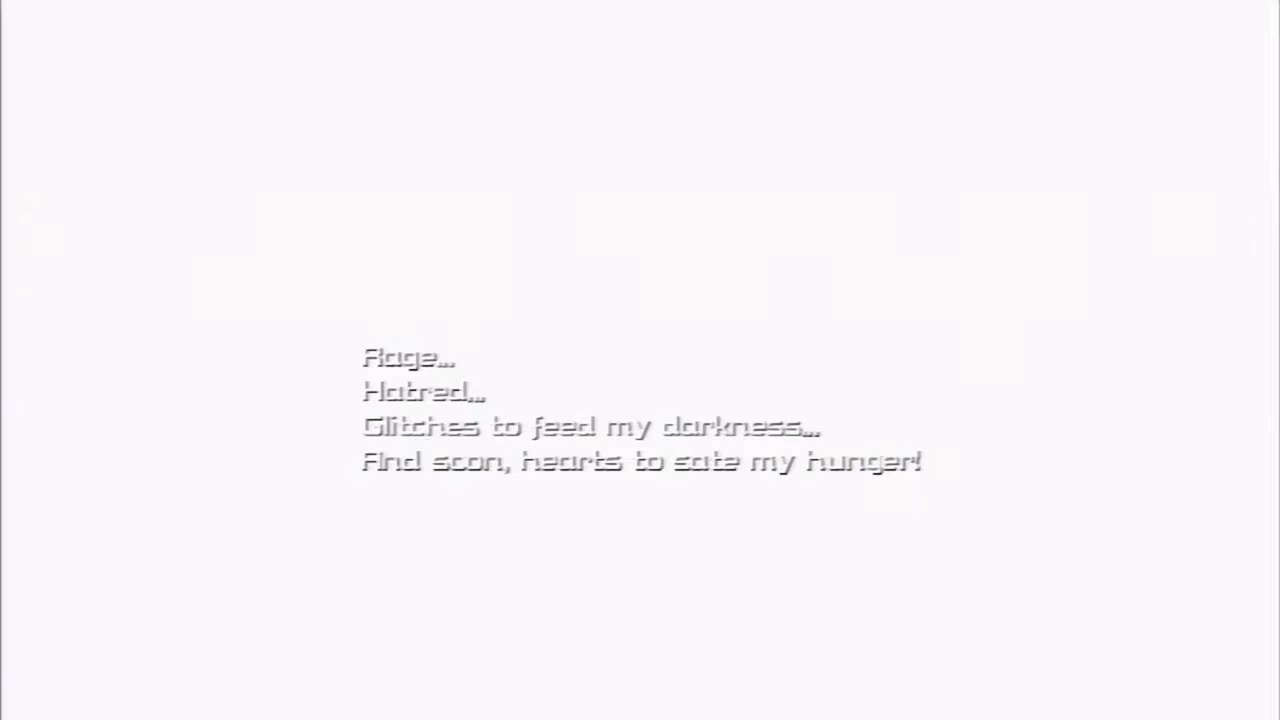 Rage...
Hatred...
Glitches to feed my darkness...
And soon, hearts to sate my hunger!